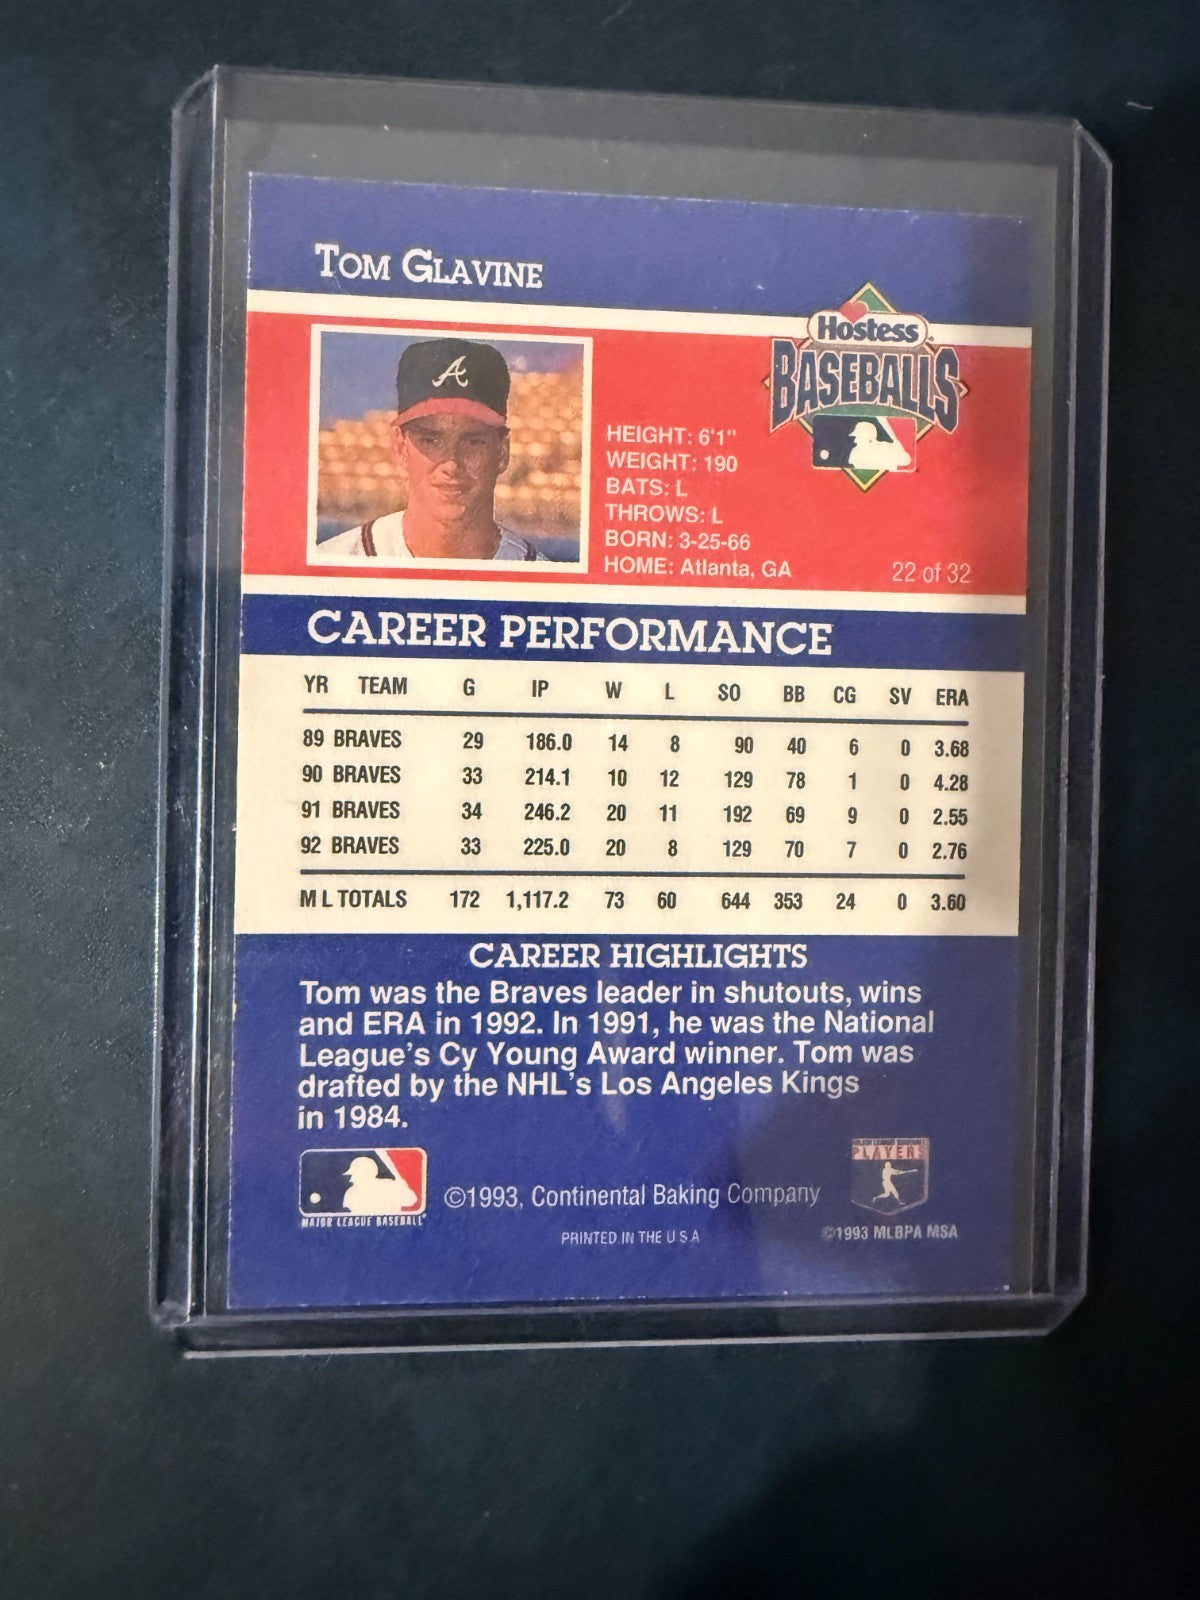 TOM GLAVINE
Hostess
BASEBALLS
A
HEIGHT: 6'1"
WEIGHT: 190
BATS: L
THROWS: L
BORN: 3-25-66
HOME: Atlanta, GA
22 of 32
CAREER PERFORMANCE
YR TEAM G IP W L SO BB CG SV ERA
89 BRAVES 29 186.0 14 8 90 40 6 0 3.68
90 BRAVES 33 214.1 10 12 129 78 1 0 4.28
91 BRAVES 34 246.2 20 11 192 69 9 0 2.55
92 BRAVES 33 225.0 20 8 129 70 7 0 2.76
M L TOTALS 172 1,117.2 73 60 644 353 24 0 3.60
CAREER HIGHLIGHTS
Tom was the Braves leader in shutouts, wins
and ERA in 1992. In 1991, he was the National
League's Cy Young Award winner. Tom was
drafted by the NHL's Los Angeles Kings
in 1984.
MAJOR LEAGUE BASEBALL
©1993, Continental Baking Company
PRINTED IN THE U S A
PLAYERS
©1993 MLBPA MSA